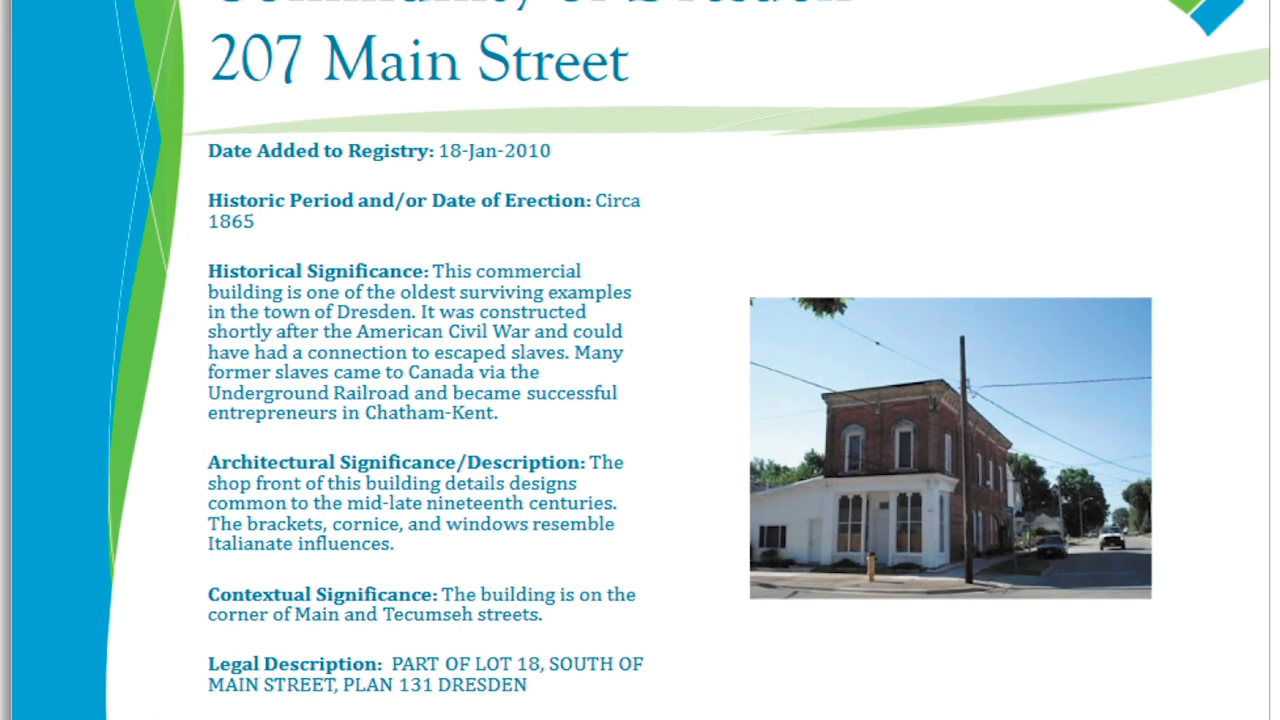 Community of Dresden
207 Main Street
Date Added to Registry: 18-Jan-2010
Historic Period and/or Date of Erection: Circa
1865
Historical Significance: This commercial
building is one of the oldest surviving examples
in the town of Dresden. It was constructed
shortly after the American Civil War and could
have had a connection to escaped slaves. Many
former slaves came to Canada via the
Underground Railroad and became successful
entrepreneurs in Chatham-Kent.
Architectural Significance/Description: The
shop front of this building details designs
common to the mid-late nineteenth centuries.
The brackets, cornice, and windows resemble
Italianate influences.
Contextual Significance: The building is on the
corner of Main and Tecumseh streets.
Legal Description: PART OF LOT 18, SOUTH OF
MAIN STREET, PLAN 131 DRESDEN